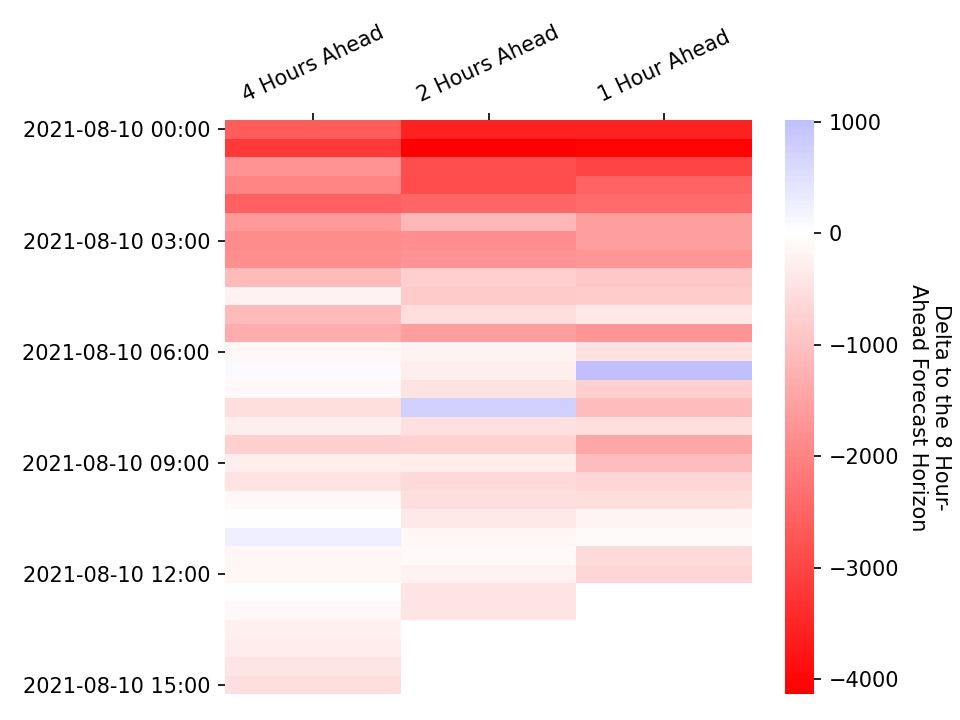 4 Hours Ahead
2 Hours Ahead
1 Hour Ahead
2021-08-10 00:00
2021-08-10 03:00
2021-08-10 06:00
2021-08-10 09:00
2021-08-10 12:00
2021-08-10 15:00
1000
0
−1000
−2000
−3000
−4000
Delta to the 8 Hour-
Ahead Forecast Horizon